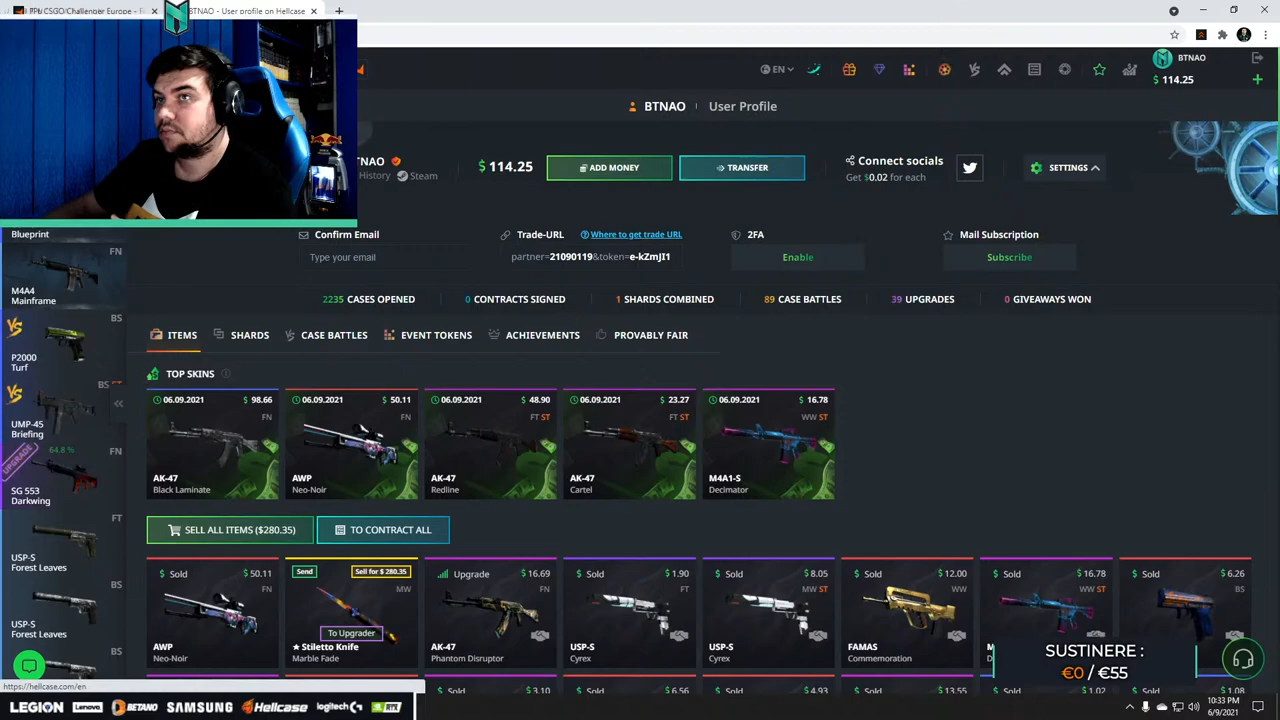 CSGO/Challenger Europe - F
BTNAO - User profile on Hellcase
EN
BTNAO
$ 114.25
BTNAO
User Profile
TNAO
History
Steam
$ 114.25
ADD MONEY
TRANSFER
Connect socials
Get $0.02 for each
SETTINGS
Confirm Email
Type your email
Trade-URL
Where to get trade URL
partner=21090119&token=e-kZmJI1
2FA
Enable
Mail Subscription
Subscribe
2235 CASES OPENED
0 CONTRACTS SIGNED
1 SHARDS COMBINED
89 CASE BATTLES
39 UPGRADES
0 GIVEAWAYS WON
ITEMS
SHARDS
CASE BATTLES
EVENT TOKENS
ACHIEVEMENTS
PROVABLY FAIR
TOP SKINS
06.09.2021
$ 98.66
FN
AK-47
Black Laminate
06.09.2021
$ 50.11
FN
AWP
Neo-Noir
06.09.2021
$ 48.90
FT ST
AK-47
Redline
06.09.2021
$ 23.27
FT ST
AK-47
Cartel
06.09.2021
$ 16.78
WW ST
M4A1-S
Decimator
SELL ALL ITEMS ($280.35)
TO CONTRACT ALL
$ Sold
$ 50.11
FN
AWP
Neo-Noir
Send
Sell for $ 280.35
MW
To Upgrader
★ Stiletto Knife
Marble Fade
Upgrade
$ 16.69
FN
AK-47
Phantom Disruptor
$ Sold
$ 1.90
FT
USP-S
Cyrex
$ Sold
$ 8.05
MW ST
USP-S
Cyrex
$ Sold
$ 12.00
WW
FAMAS
Commemoration
$ Sold
$ 16.78
WW ST
$ Sold
$ 6.26
BS
$ Sold
$ 3.10
$ Sold
$ 6.56
$ Sold
$ 4.93
$ Sold
$ 13.55
$ 1.02
$ 1.08
Blueprint
FN
M4A4
Mainframe
BS
VS
P2000
Turf
BS ST
VS
UMP-45
Briefing
64.8 %
FN
UPGRADE
SG 553
Darkwing
FT
USP-S
Forest Leaves
BS
USP-S
Forest Leaves
BS
https://hellcase.com/en
SUSTINERE :
€0 / €55
LEGION
Lenovo
BETANO
SAMSUNG
Hellcase
logitech G
RTX
10:33 PM
6/9/2021